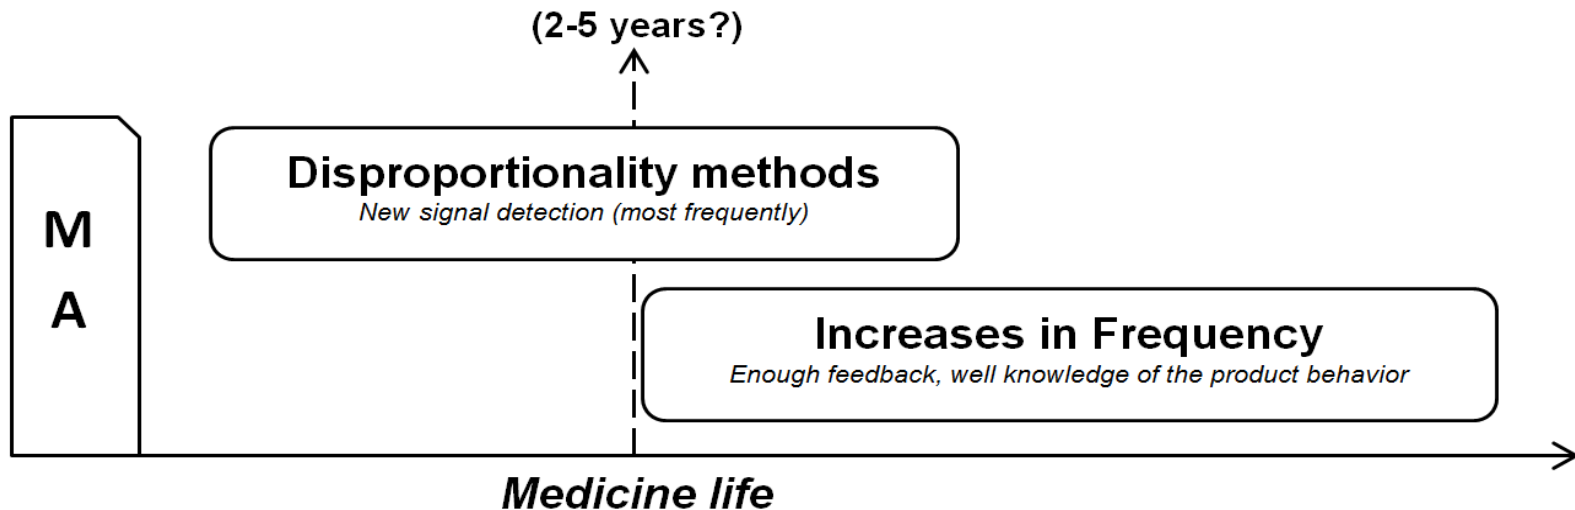 (2-5 years?)
M
A
Disproportionality methods
New signal detection (most frequently)
Increases in Frequency
Enough feedback, well knowledge of the product behavior
Medicine life